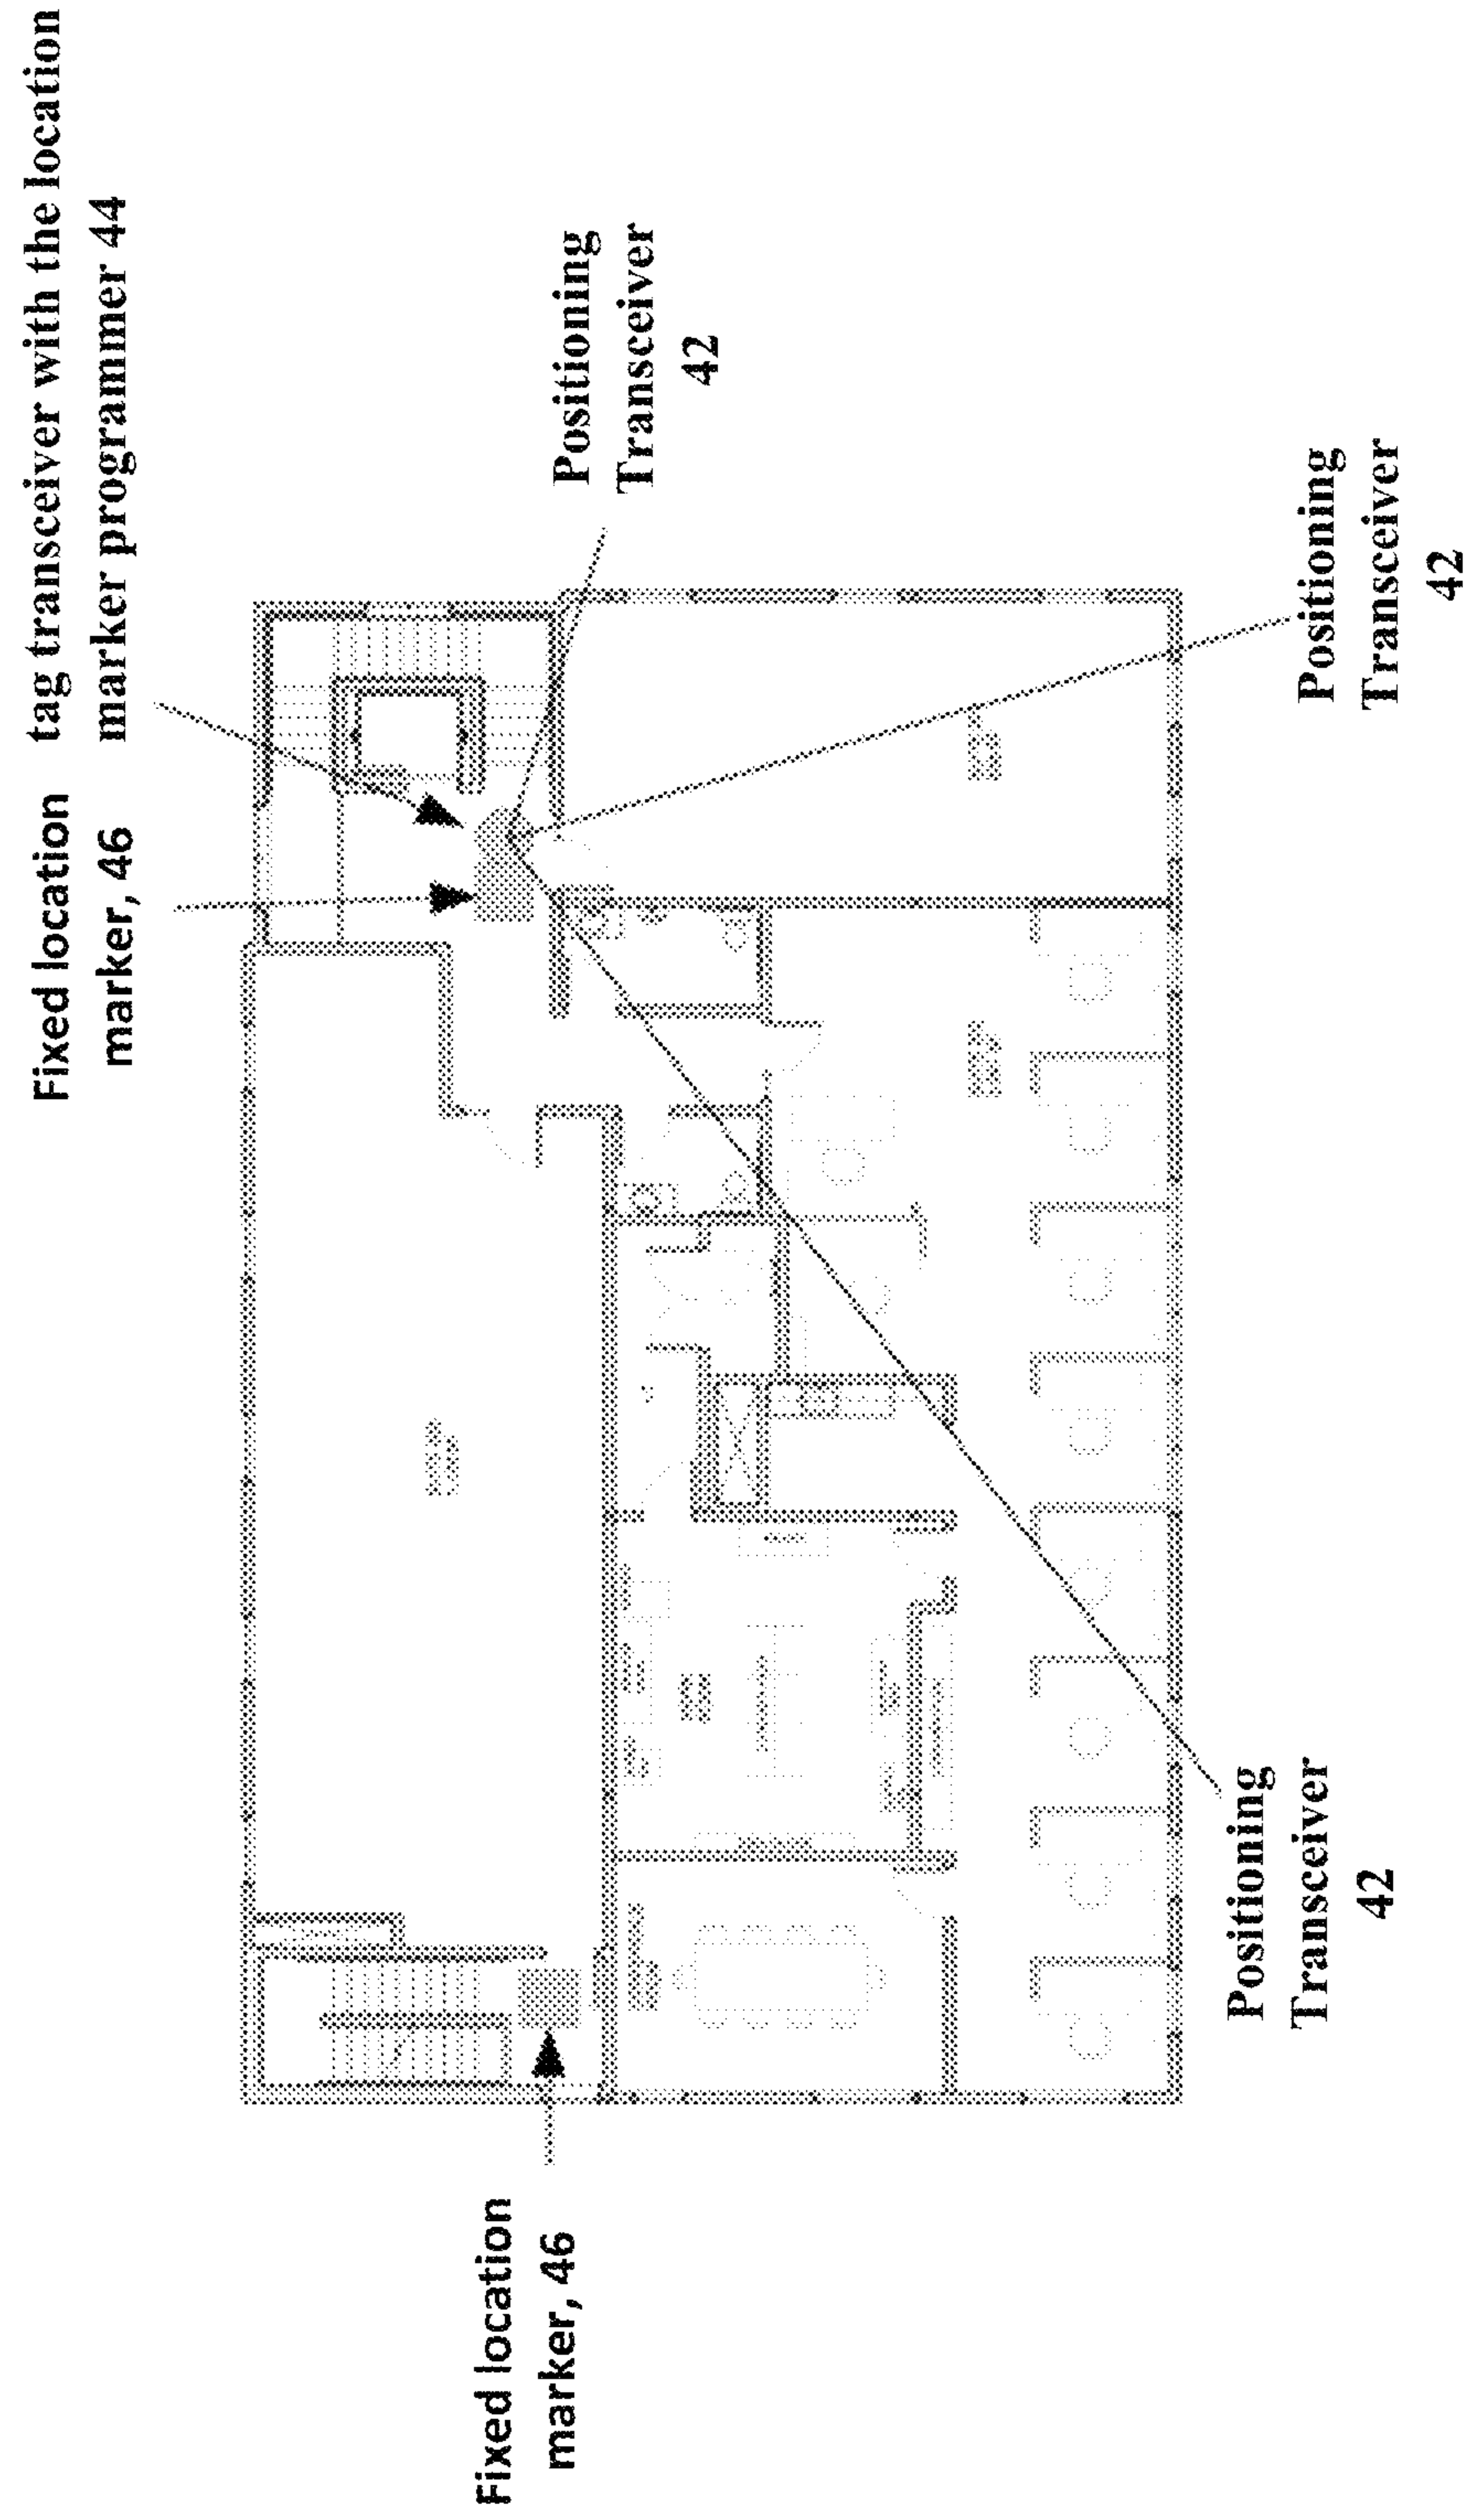 Fixed location
marker, 46
tag transceiver with the location
marker programmer 44
Fixed location
marker, 46
Positioning
Transceiver
42
Positioning
Transceiver
42
Positioning
Transceiver
42